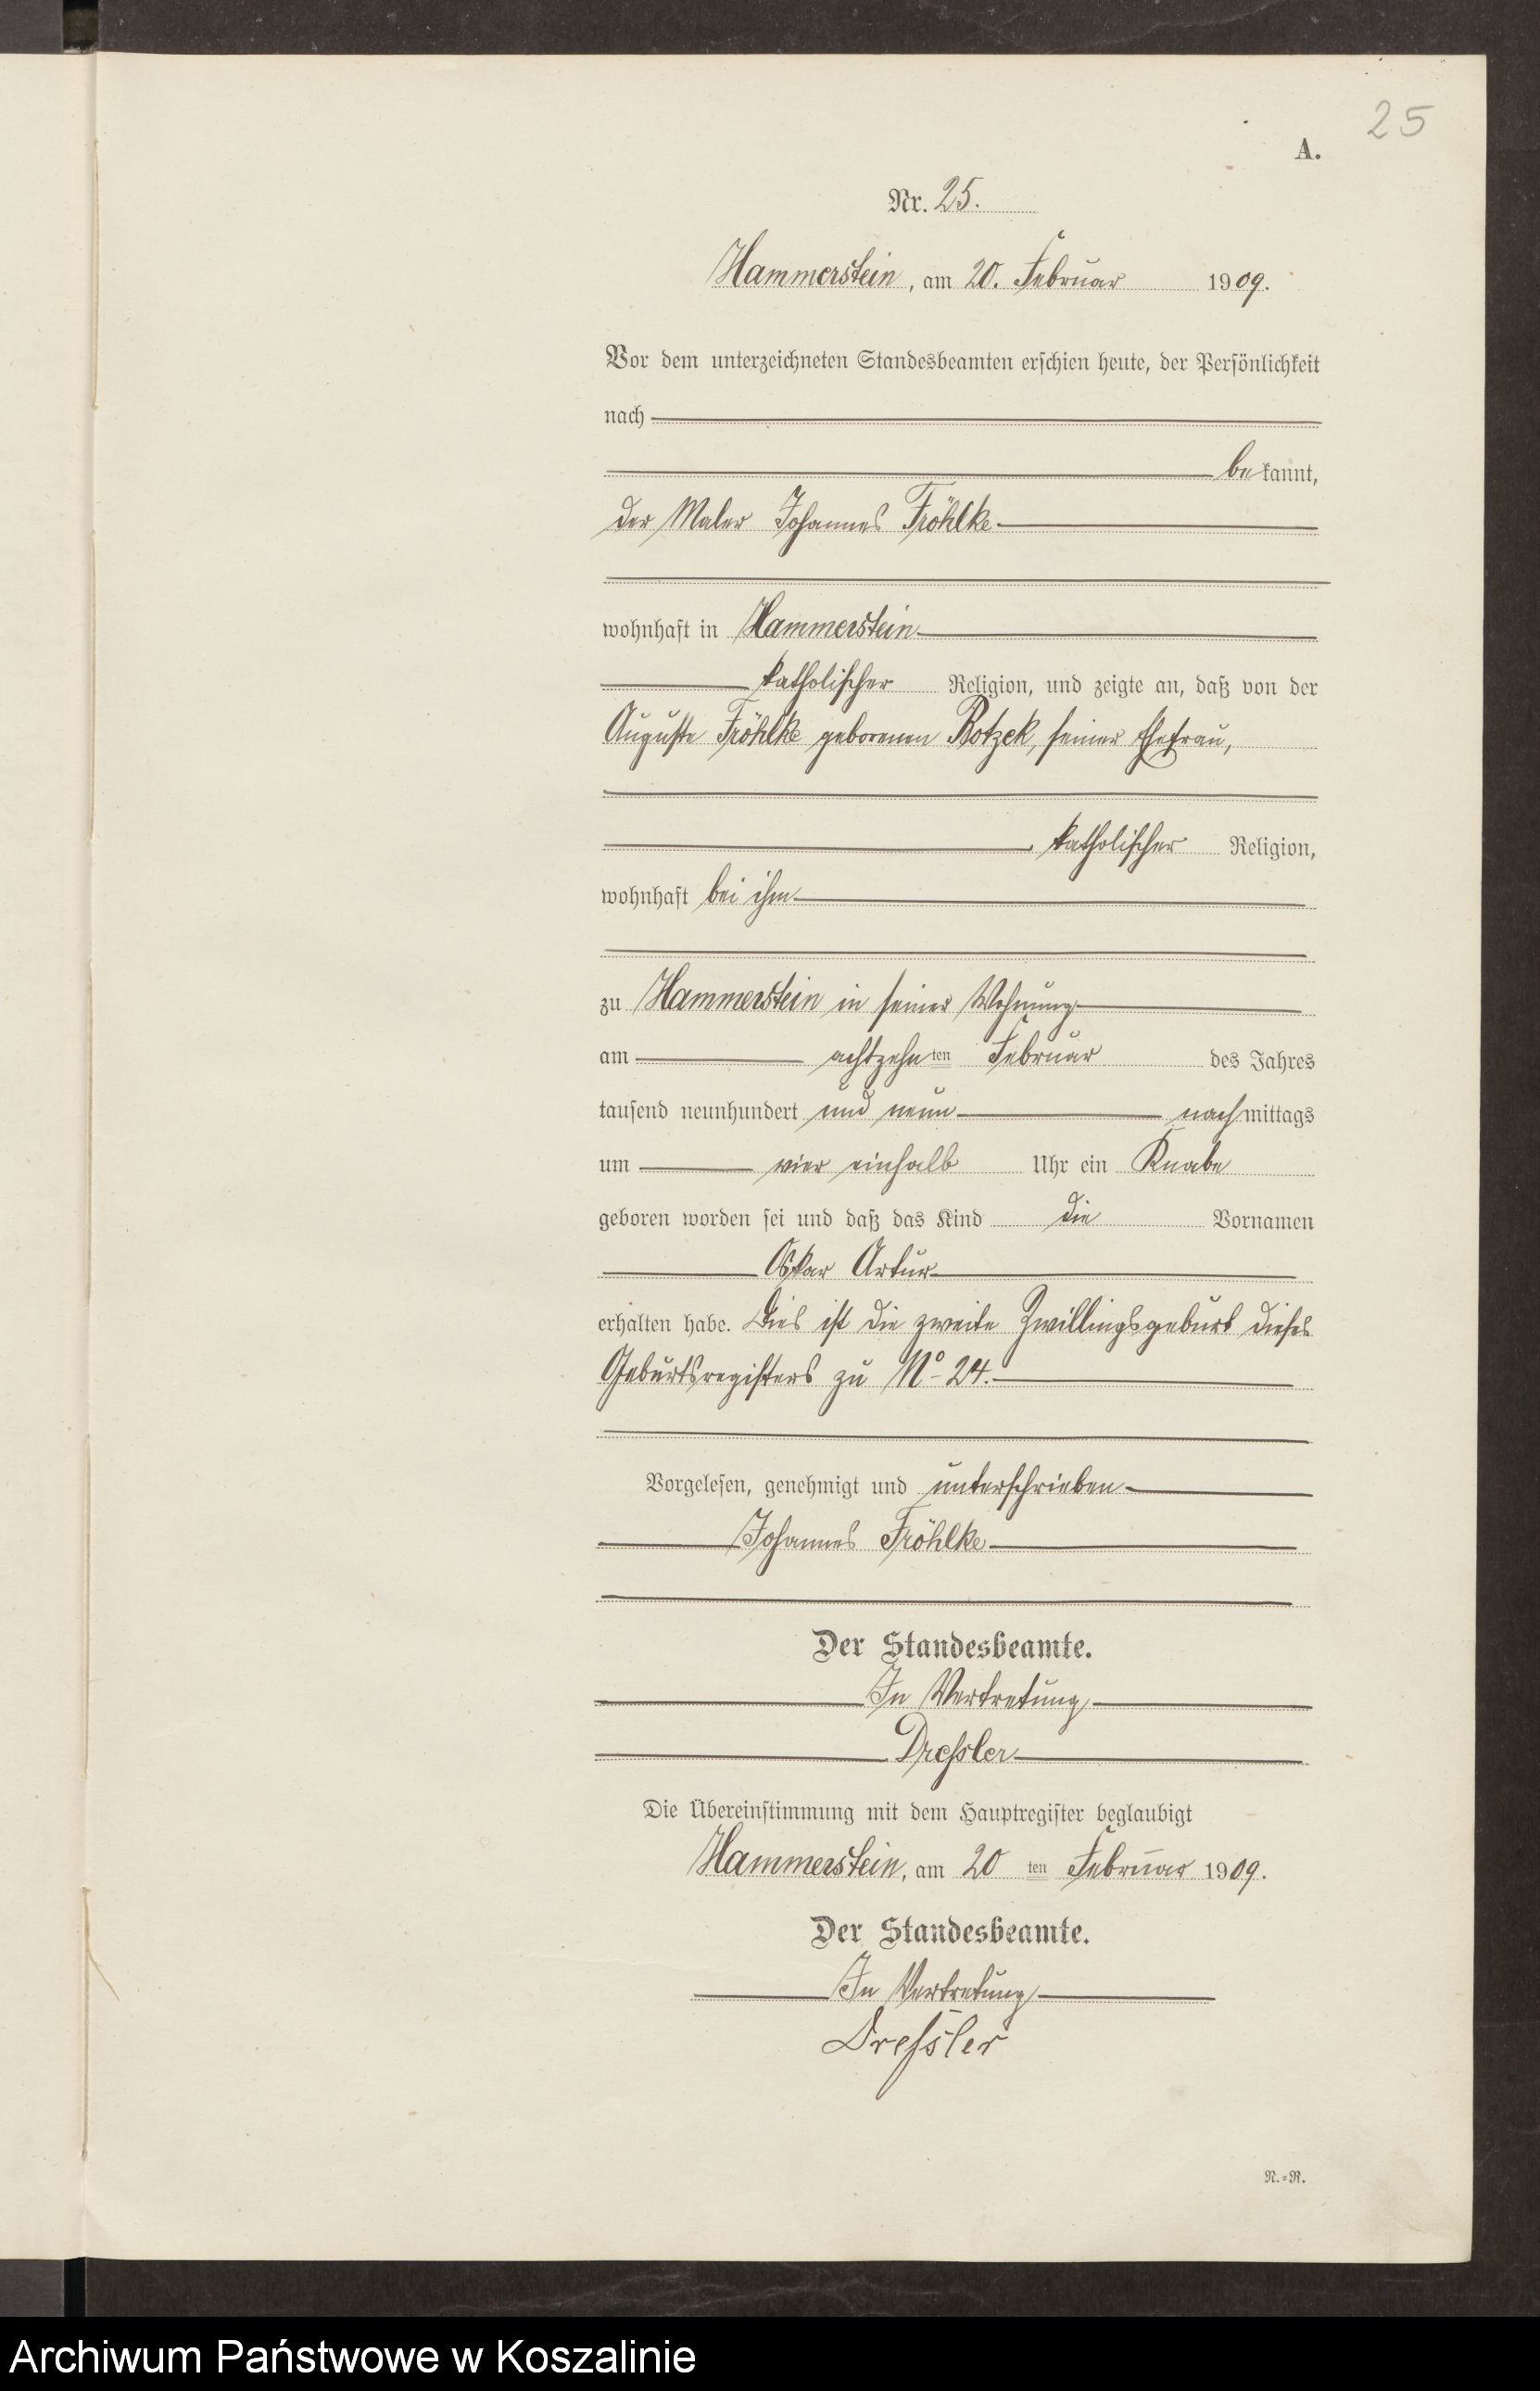 25
A.
Nr. 25.
Hammerstein, am 20. Februar 1909.
Vor dem unterzeichneten Standesbeamten erschien heute, der Persönlichkeit
nach
bekannt,
der Maler Johannes Fröhlke
wohnhaft in Hammerstein
katholischer Religion, und zeigte an, daß von der
Auguste Fröhlke geborenen Botzek, seiner Ehefrau,
katholischer Religion,
wohnhaft bei ihm
zu Hammerstein in seiner Wohnung
am achtzehnten Februar des Jahres
tausend neunhundert und neun nachmittags
um vier einhalb Uhr ein Knabe
geboren worden sei und daß das Kind die Vornamen
Oskar Artur
erhalten habe. Dies ist die zweite Zwillingsgeburt dieses
Geburtsregisters zu No 24.
Vorgelesen, genehmigt und unterschrieben
Johannes Fröhlke
Der Standesbeamte.
In Vertretung
Dressler
Die Übereinstimmung mit dem Hauptregister beglaubigt
Hammerstein, am 20 ten Februar 1909.
Der Standesbeamte.
In Vertretung
Dressler
N.=R.
Archiwum Państwowe w Koszalinie